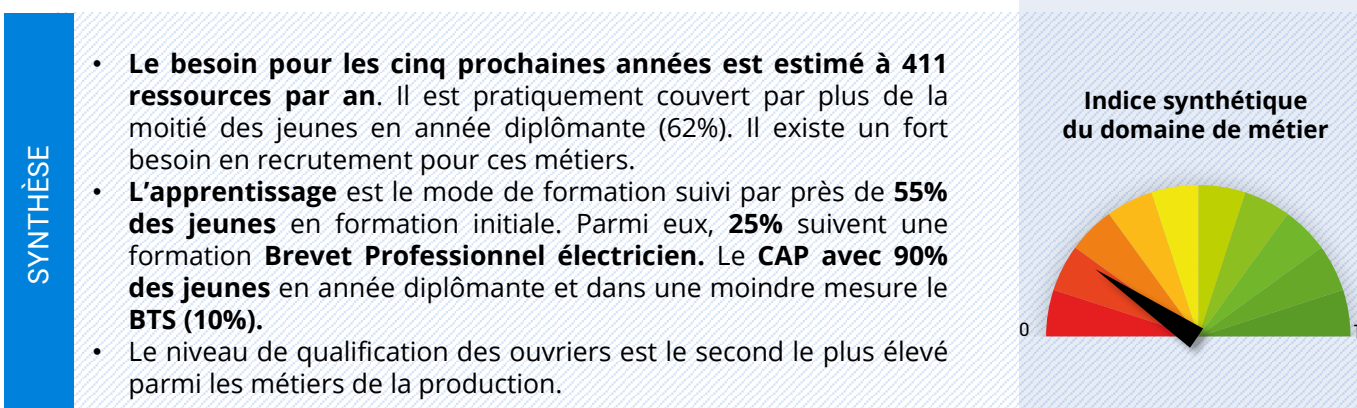 SYNTHÈSE
• Le besoin pour les cinq prochaines années est estimé à 411
ressources par an. Il est pratiquement couvert par plus de la
moitié des jeunes en année diplômante (62%). Il existe un fort
besoin en recrutement pour ces métiers.
• L’apprentissage est le mode de formation suivi par près de 55%
des jeunes en formation initiale. Parmi eux, 25% suivent une
formation Brevet Professionnel électricien. Le CAP avec 90%
des jeunes en année diplômante et dans une moindre mesure le
BTS (10%).
• Le niveau de qualification des ouvriers est le second le plus élevé
parmi les métiers de la production.
Indice synthétique
du domaine de métier
0